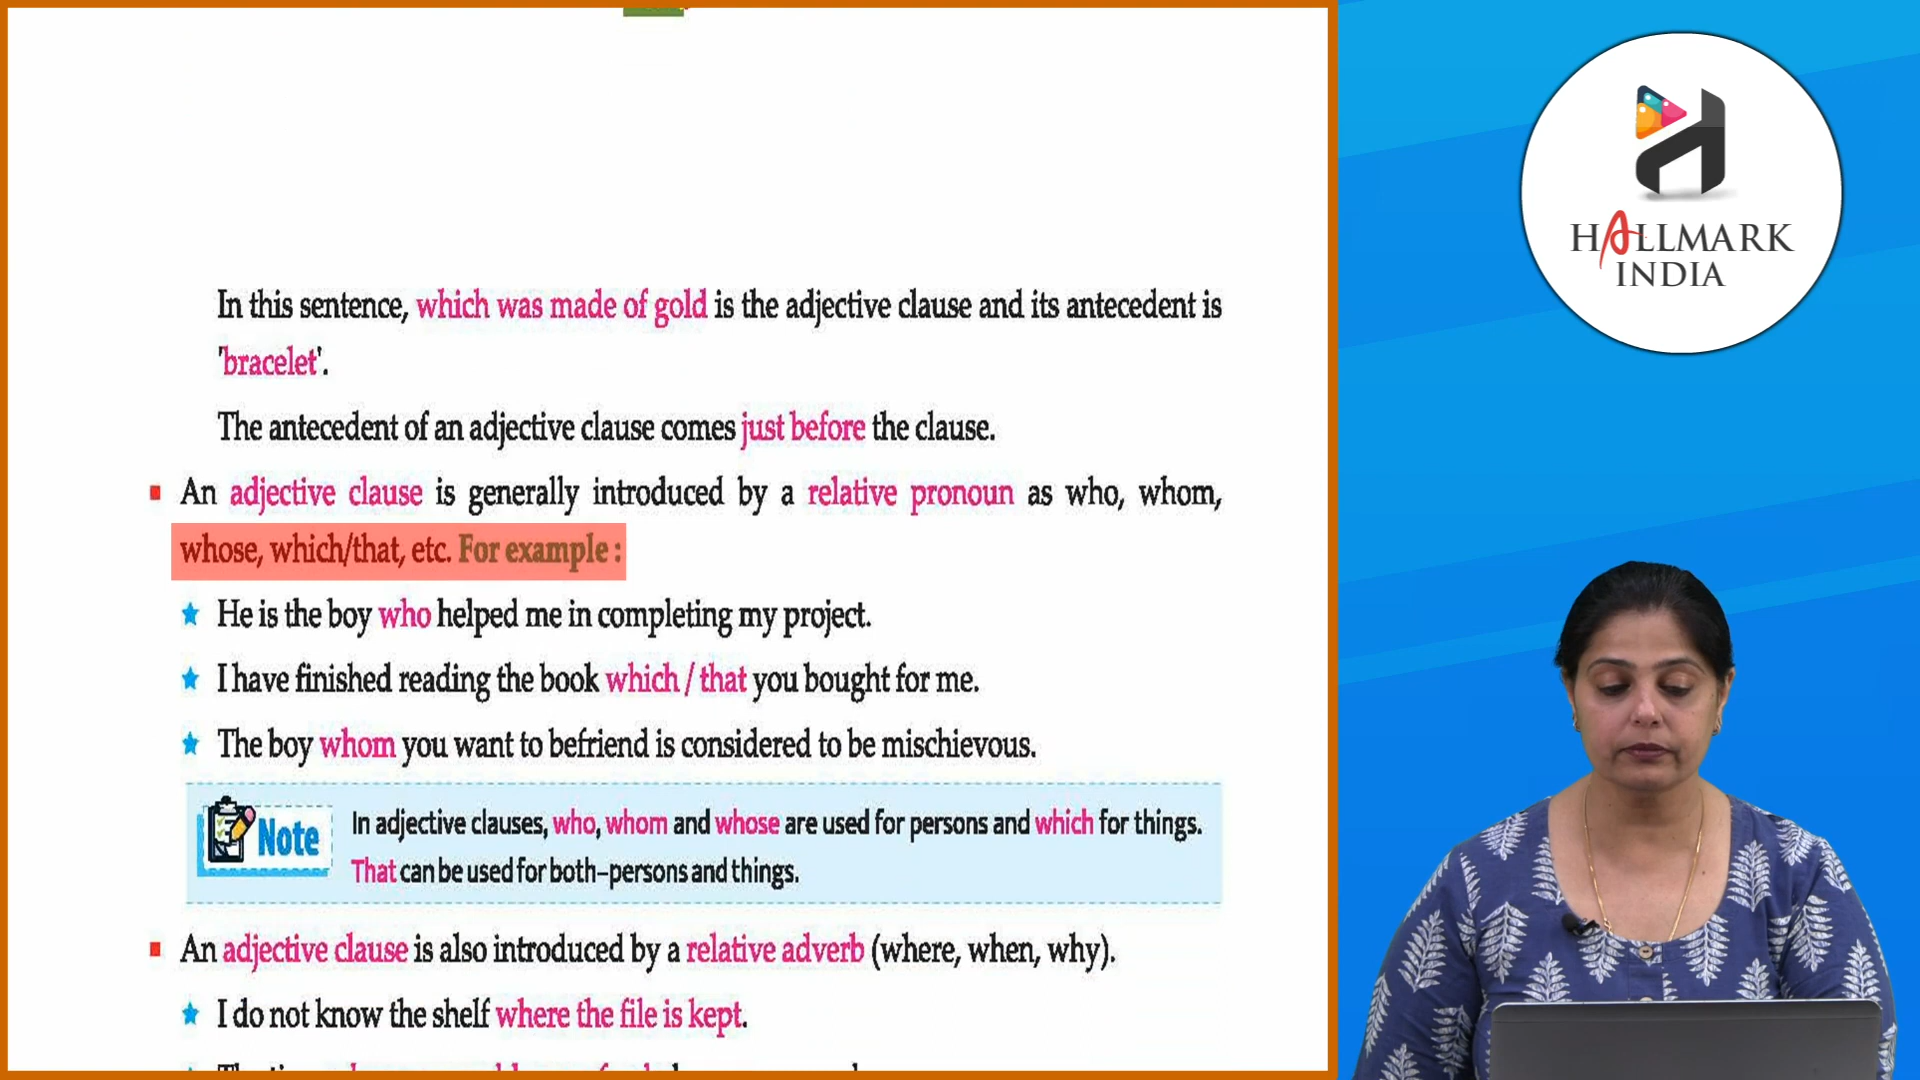 In this sentence, which was made of gold is the adjective clause and its antecedent is
'bracelet'.
The antecedent of an adjective clause comes just before the clause.
An adjective clause is generally introduced by a relative pronoun as who, whom,
whose, which/that, etc. For example :
He is the boy who helped me in completing my project.
I have finished reading the book which / that you bought for me.
The boy whom you want to befriend is considered to be mischievous.
Note
In adjective clauses, who, whom and whose are used for persons and which for things.
That can be used for both–persons and things.
An adjective clause is also introduced by a relative adverb (where, when, why).
I do not know the shelf where the file is kept.
HALLMARK
INDIA